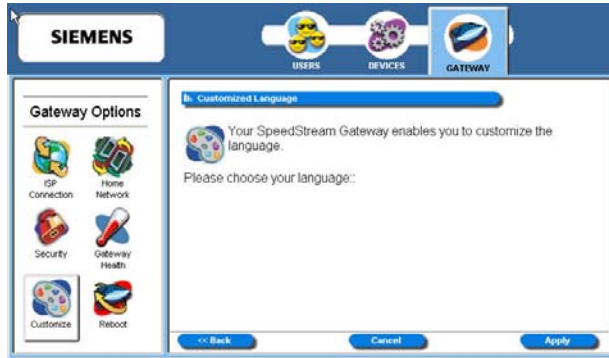 SIEMENS
USERS
DEVICES
GATEWAY
Gateway Options
ISP
Connection
Home
Network
Security
Gateway
Health
Customize
Reboot
Customized Language
Your SpeedStream Gateway enables you to customize the
language.
Please choose your language::
<< Back
Cancel
Apply